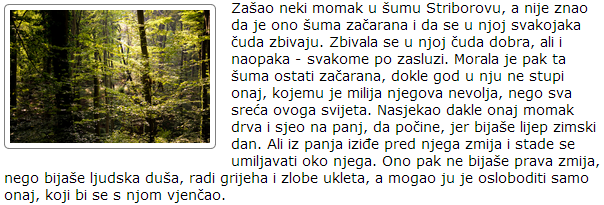 Zašao neki momak u šumu Striborovu, a nije znao
da je ono šuma začarana i da se u njoj svakojaka
čuda zbivaju. Zbivala se u njoj čuda dobra, ali i
naopaka - svakome po zasluzi. Morala je pak ta
šuma ostati začarana, dokle god u nju ne stupi
onaj, kojemu je milija njegova nevolja, nego sva
sreća ovoga svijeta. Nasjekao dakle onaj momak
drva i sjeo na panj, da počine, jer bijaše lijep zimski
dan. Ali iz panja iziđe pred njega zmija i stade se
umiljavati oko njega. Ono pak ne bijaše prava zmija,
nego bijaše ljudska duša, radi grijeha i zlobe ukleta, a mogao ju je osloboditi samo
onaj, koji bi se s njom vjenčao.